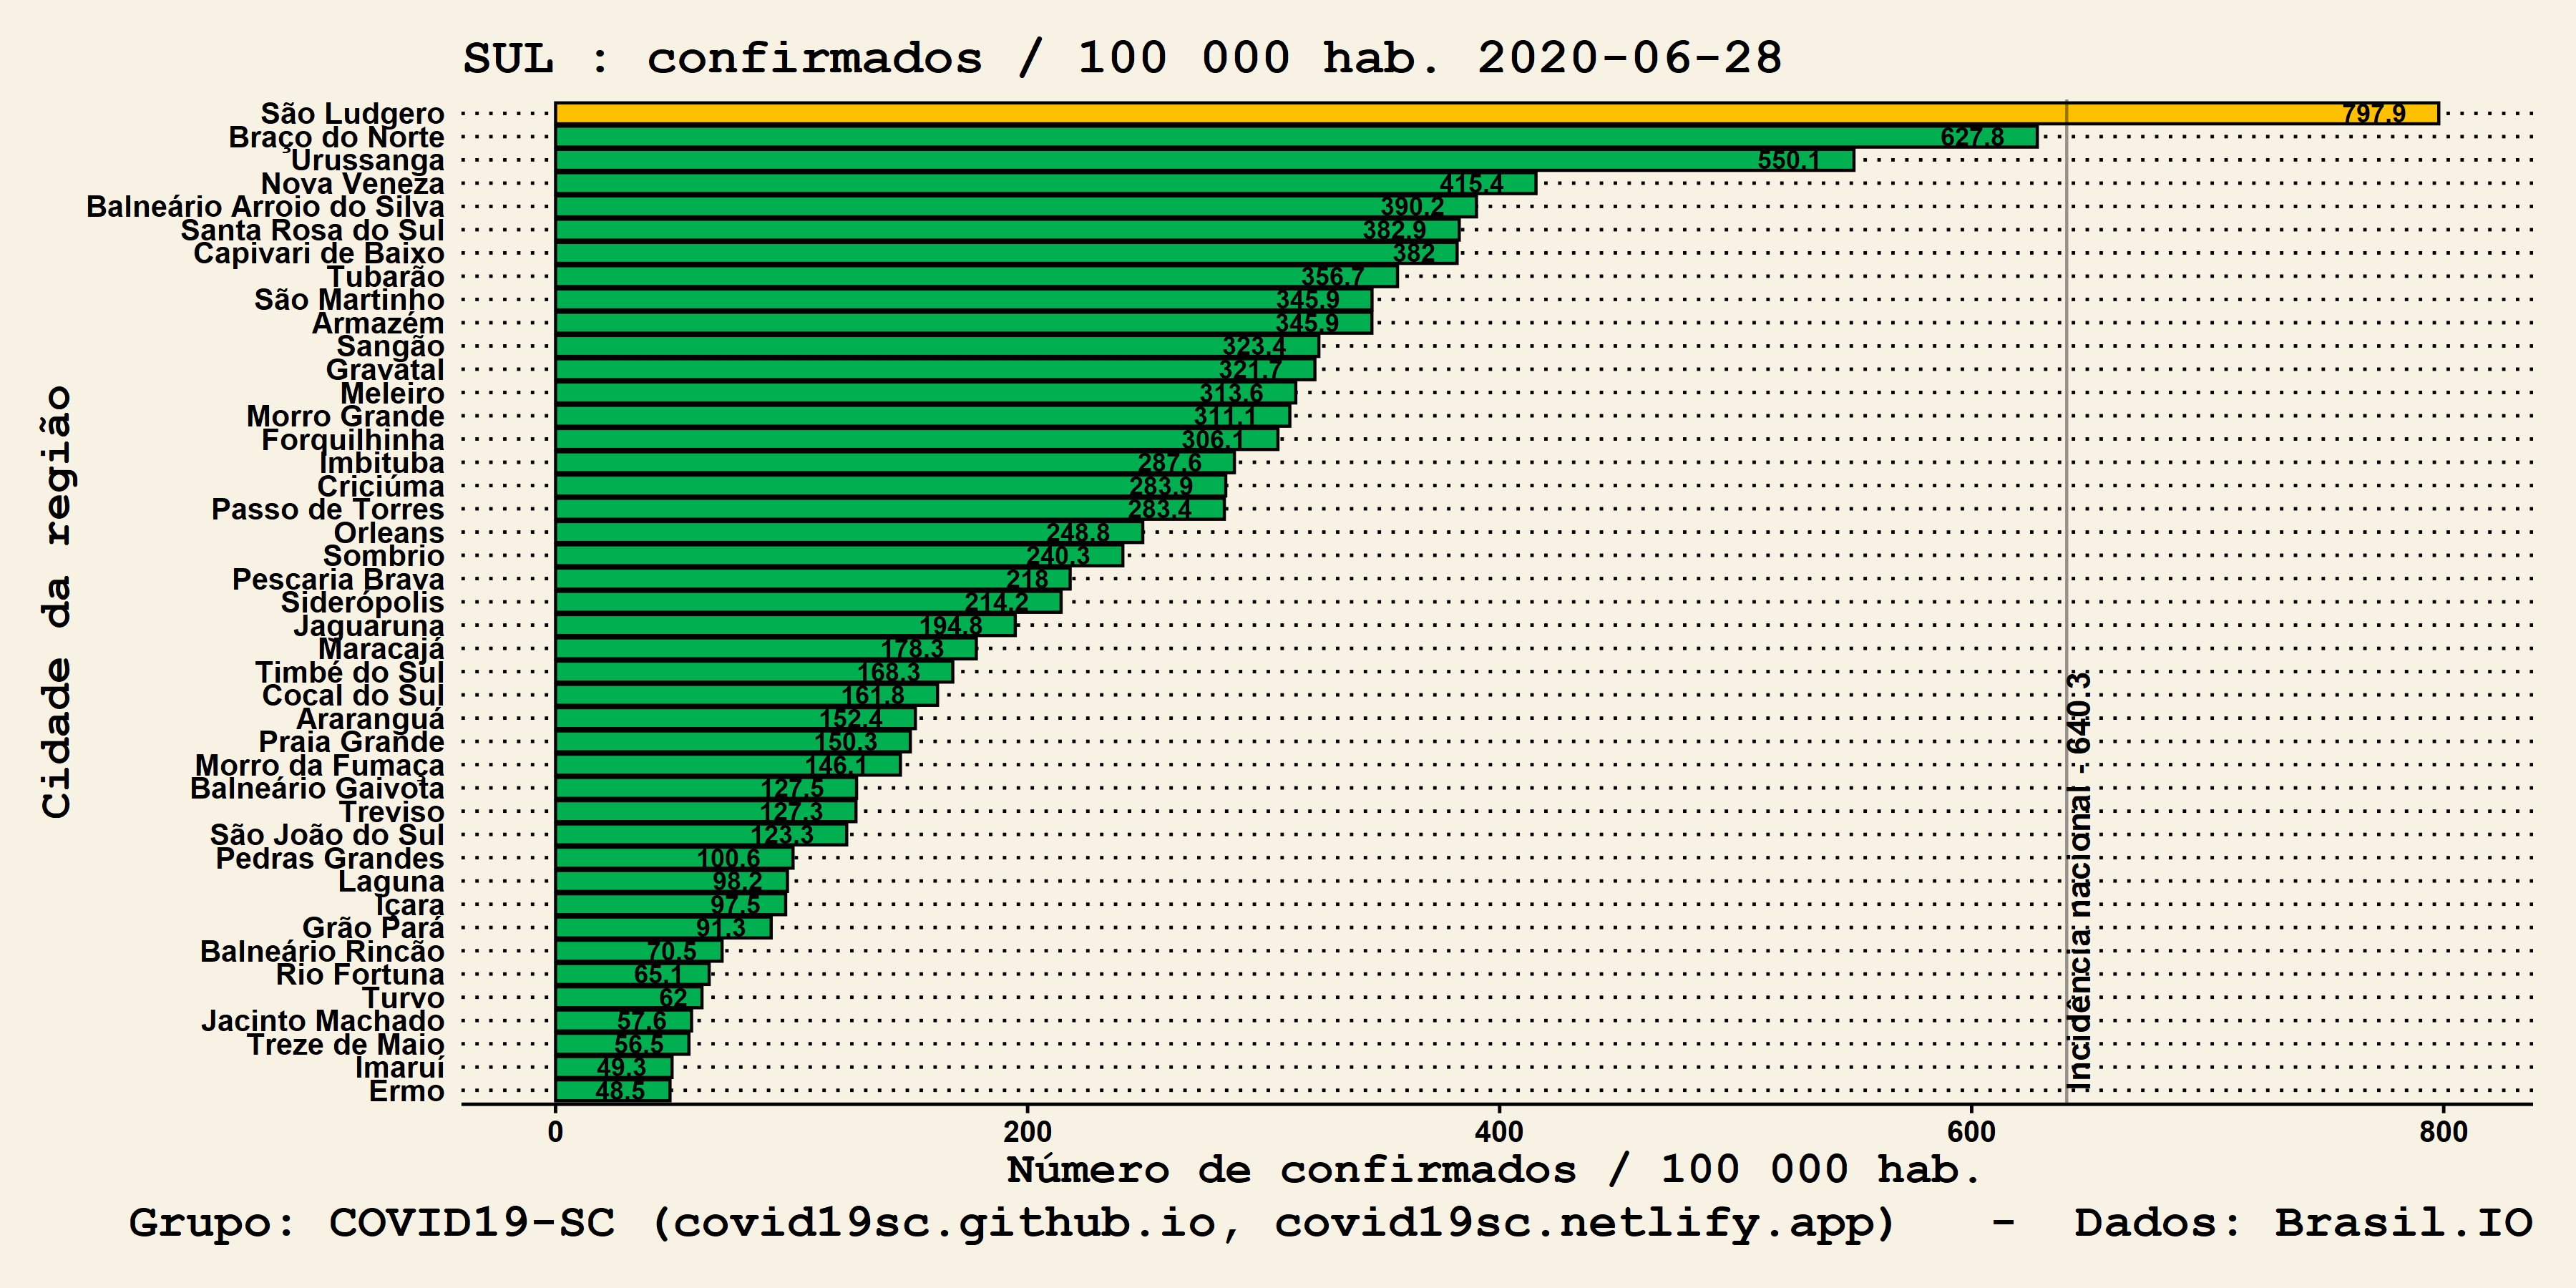 SUL : confirmados / 100 000 hab. 2020-06-28
Cidade da região
São Ludgero 797.9
Braço do Norte 627.8
Urussanga 550.1
Nova Veneza 415.4
Balneário Arroio do Silva 390.2
Santa Rosa do Sul 382.9
Capivari de Baixo 382
Tubarão 356.7
São Martinho 345.9
Armazém 345.9
Sangão 323.4
Gravatal 321.7
Meleiro 313.6
Morro Grande 311.1
Forquilhinha 306.1
Imbituba 287.6
Criciúma 283.9
Passo de Torres 283.4
Orleans 248.8
Sombrio 240.3
Pescaria Brava 218
Siderópolis 214.2
Jaguaruna 194.8
Maracajá 178.3
Timbé do Sul 168.3
Cocal do Sul 161.8
Araranguá 152.4
Praia Grande 150.3
Morro da Fumaça 146.1
Balneário Gaivota 127.5
Treviso 127.3
São João do Sul 123.3
Pedras Grandes 100.6
Laguna 98.2
Içara 97.5
Grão Pará 91.3
Balneário Rincão 70.5
Rio Fortuna 65.1
Turvo 62
Jacinto Machado 57.6
Treze de Maio 56.5
Imaruí 49.3
Ermo 48.5
Incidência nacional - 640.3
0 200 400 600 800
Número de confirmados / 100 000 hab.
Grupo: COVID19-SC (covid19sc.github.io, covid19sc.netlify.app) - Dados: Brasil.IO